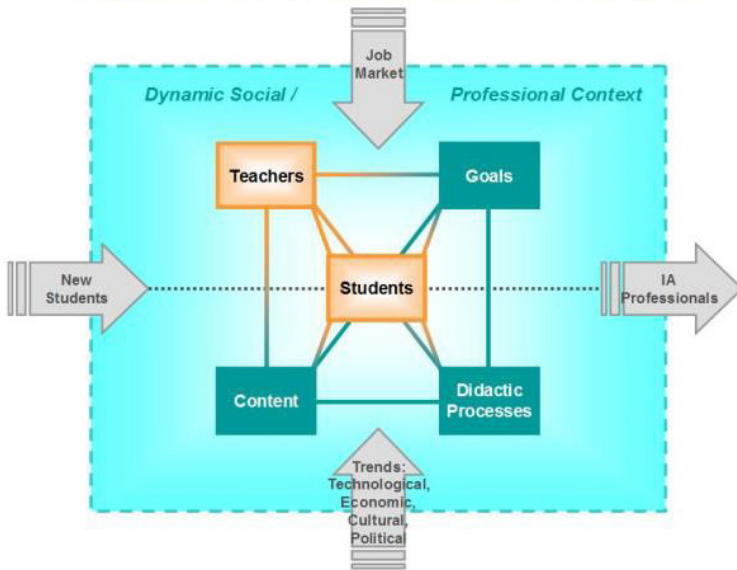 Job
Market
Dynamic Social /
Professional Context
Teachers
Goals
New
Students
Students
IA
Professionals
Content
Didactic
Processes
Trends:
Technological,
Economic,
Cultural,
Political